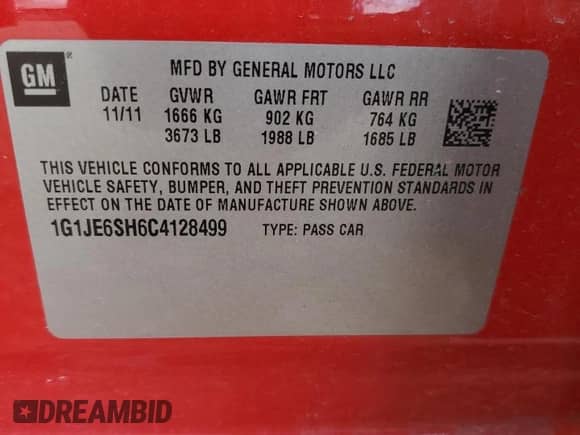 GM
MFD BY GENERAL MOTORS LLC
DATE GVWR GAWR FRT GAWR RR
11/11 1666 KG 902 KG 764 KG
3673 LB 1988 LB 1685 LB
THIS VEHICLE CONFORMS TO ALL APPLICABLE U.S. FEDERAL MOTOR
VEHICLE SAFETY, BUMPER, AND THEFT PREVENTION STANDARDS IN
EFFECT ON THE DATE OF MANUFACTURE SHOWN ABOVE.
1G1JE6SH6C4128499 TYPE: PASS CAR
DREAMBID